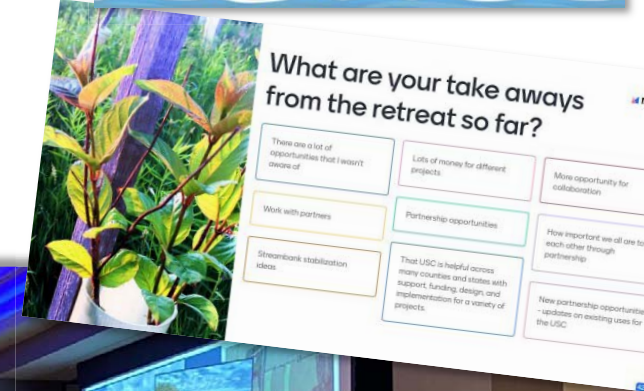 What are your take aways
from the retreat so far?
There are a lot of
opportunities that I wasn't
aware of
Lots of money for different
projects
More opportunity for
collaboration
Work with partners
Partnership opportunities
How important we all are to
each other through
partnership
Streambank stabilization
ideas
That USC is helpful across
many counties and states with
support, funding, design, and
implementation for a variety of
projects.
New partnership opportunitie
- updates on existing uses for
the USC